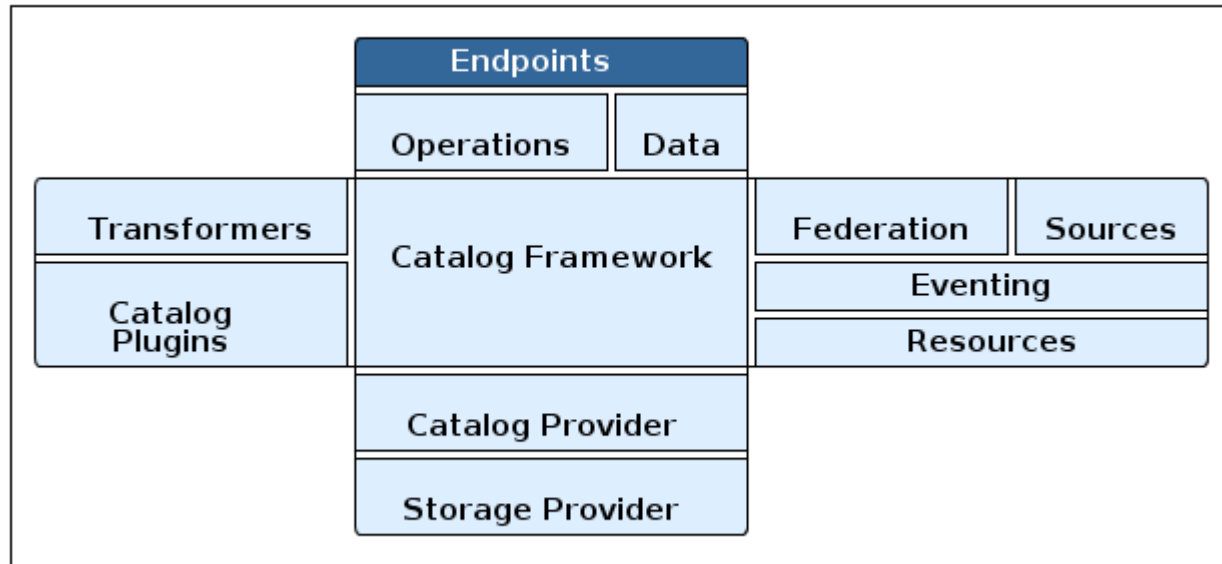 Endpoints
Operations
Data
Transformers
Catalog Framework
Federation
Sources
Catalog
Plugins
Eventing
Resources
Catalog Provider
Storage Provider